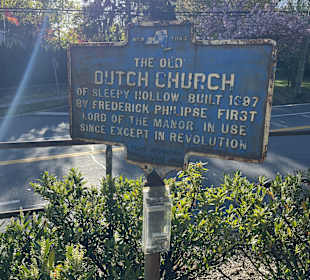 THE OLD
DUTCH CHURCH
OF SLEEPY HOLLOW BUILT 1697
BY FREDERICK PHILIPSE FIRST
LORD OF THE MANOR IN USE
SINCE EXCEPT IN REVOLUTION